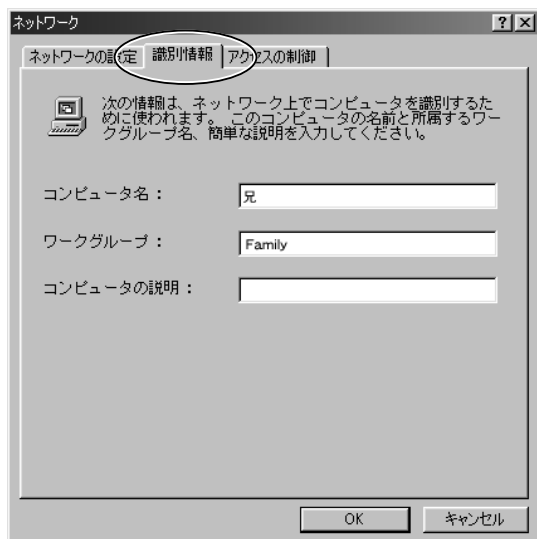 ネットワーク
ネットワークの設定 識別情報 アクセスの制御
次の情報は、ネットワーク上でコンピュータを識別するた
めに使われます。 このコンピュータの名前と所属するワー
クグループ名、簡単な説明を入力してください。
コンピュータ名： 兄
ワークグループ： Family
コンピュータの説明：
OK キャンセル